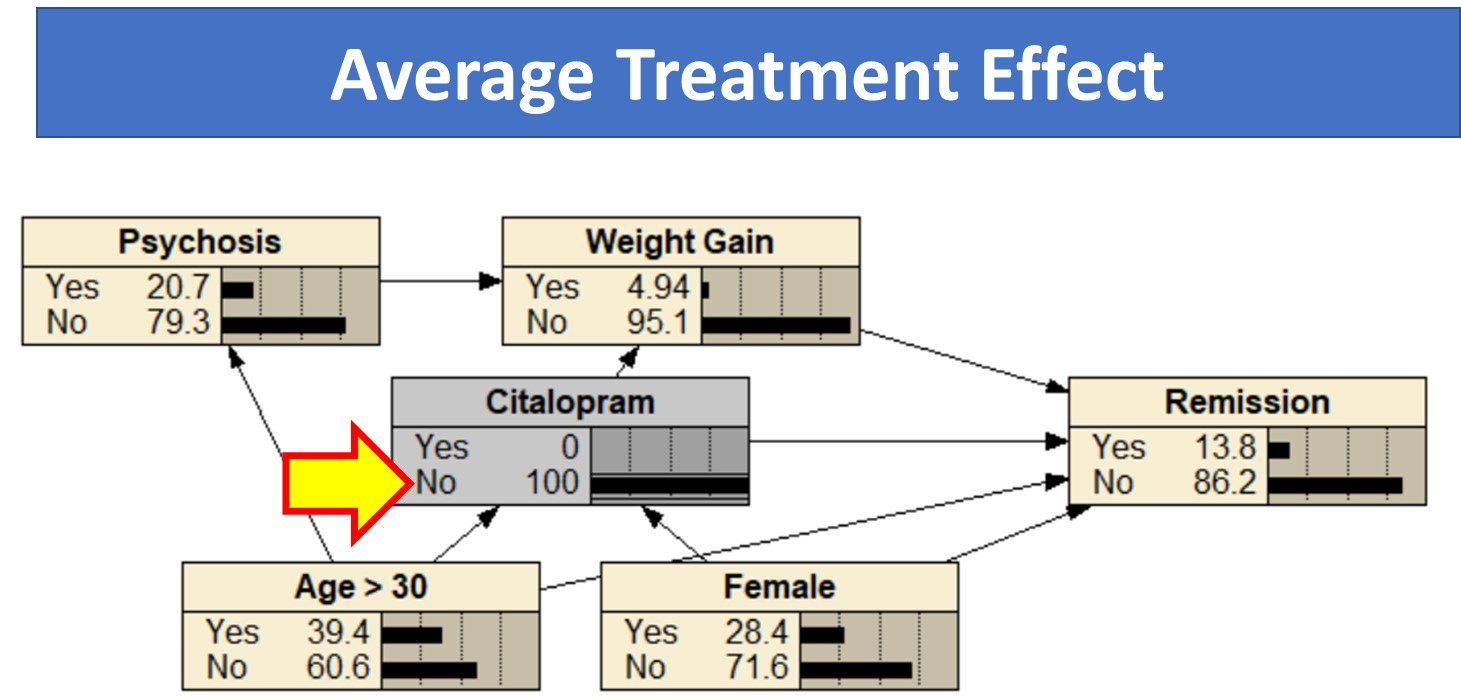 Average Treatment Effect
Psychosis
Yes 20.7
No 79.3
Weight Gain
Yes 4.94
No 95.1
Citalopram
Yes 0
No 100
Remission
Yes 13.8
No 86.2
Age > 30
Yes 39.4
No 60.6
Female
Yes 28.4
No 71.6